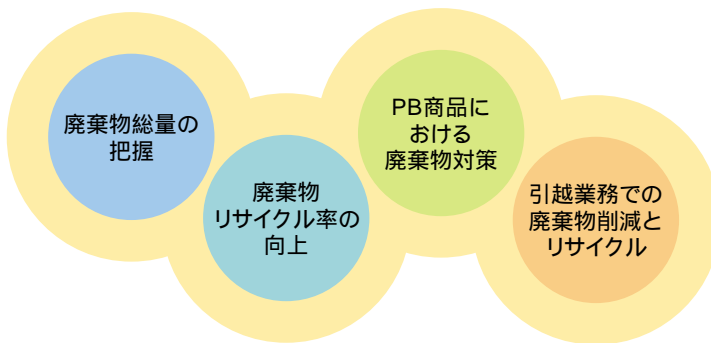 廃棄物総量の
把握
廃棄物
リサイクル率の
向上
PB商品に
おける
廃棄物対策
引越業務での
廃棄物削減と
リサイクル